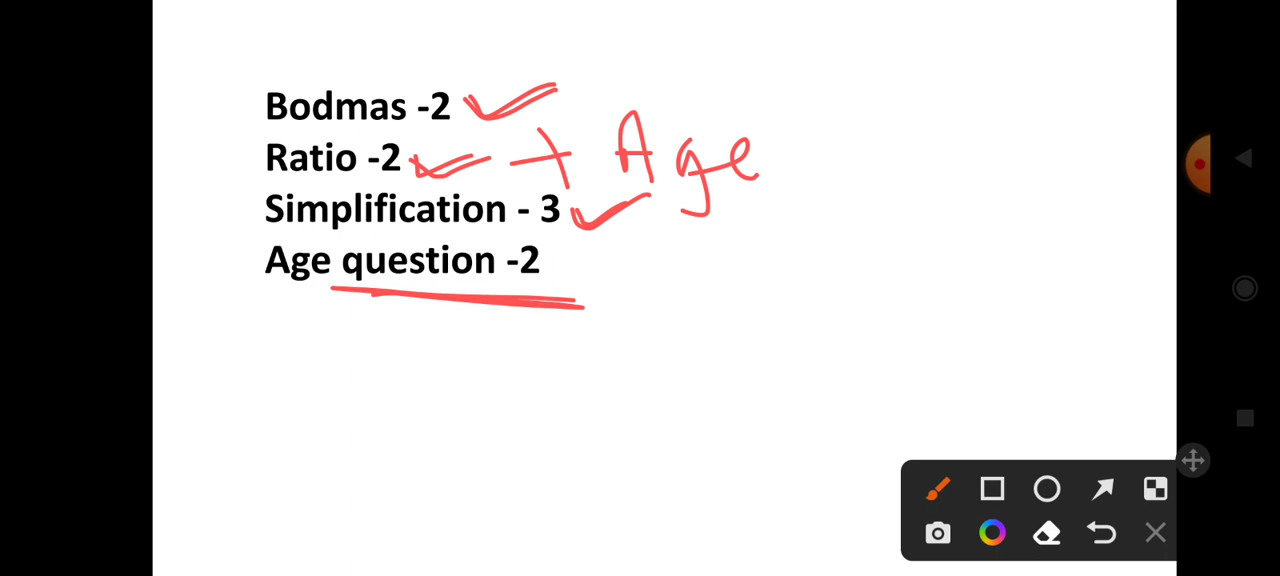 Bodmas -2
Ratio -2 + Age
Simplification - 3
Age question -2